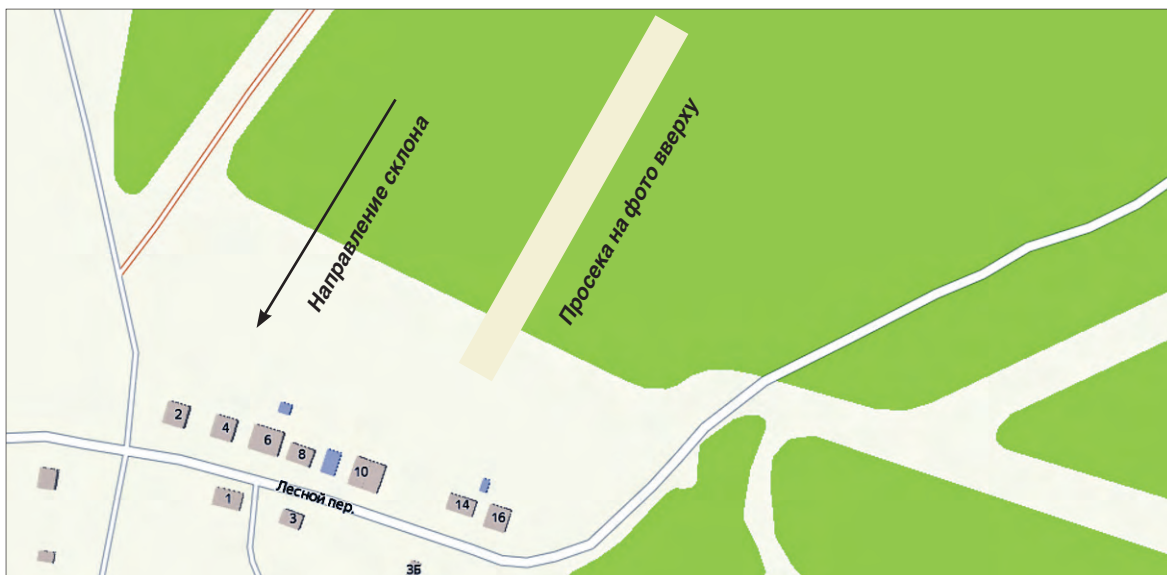 Направление склона
Просека на фото вверху
2
4
6
8
10
14
16
1
3
3Б
Лесной пер.